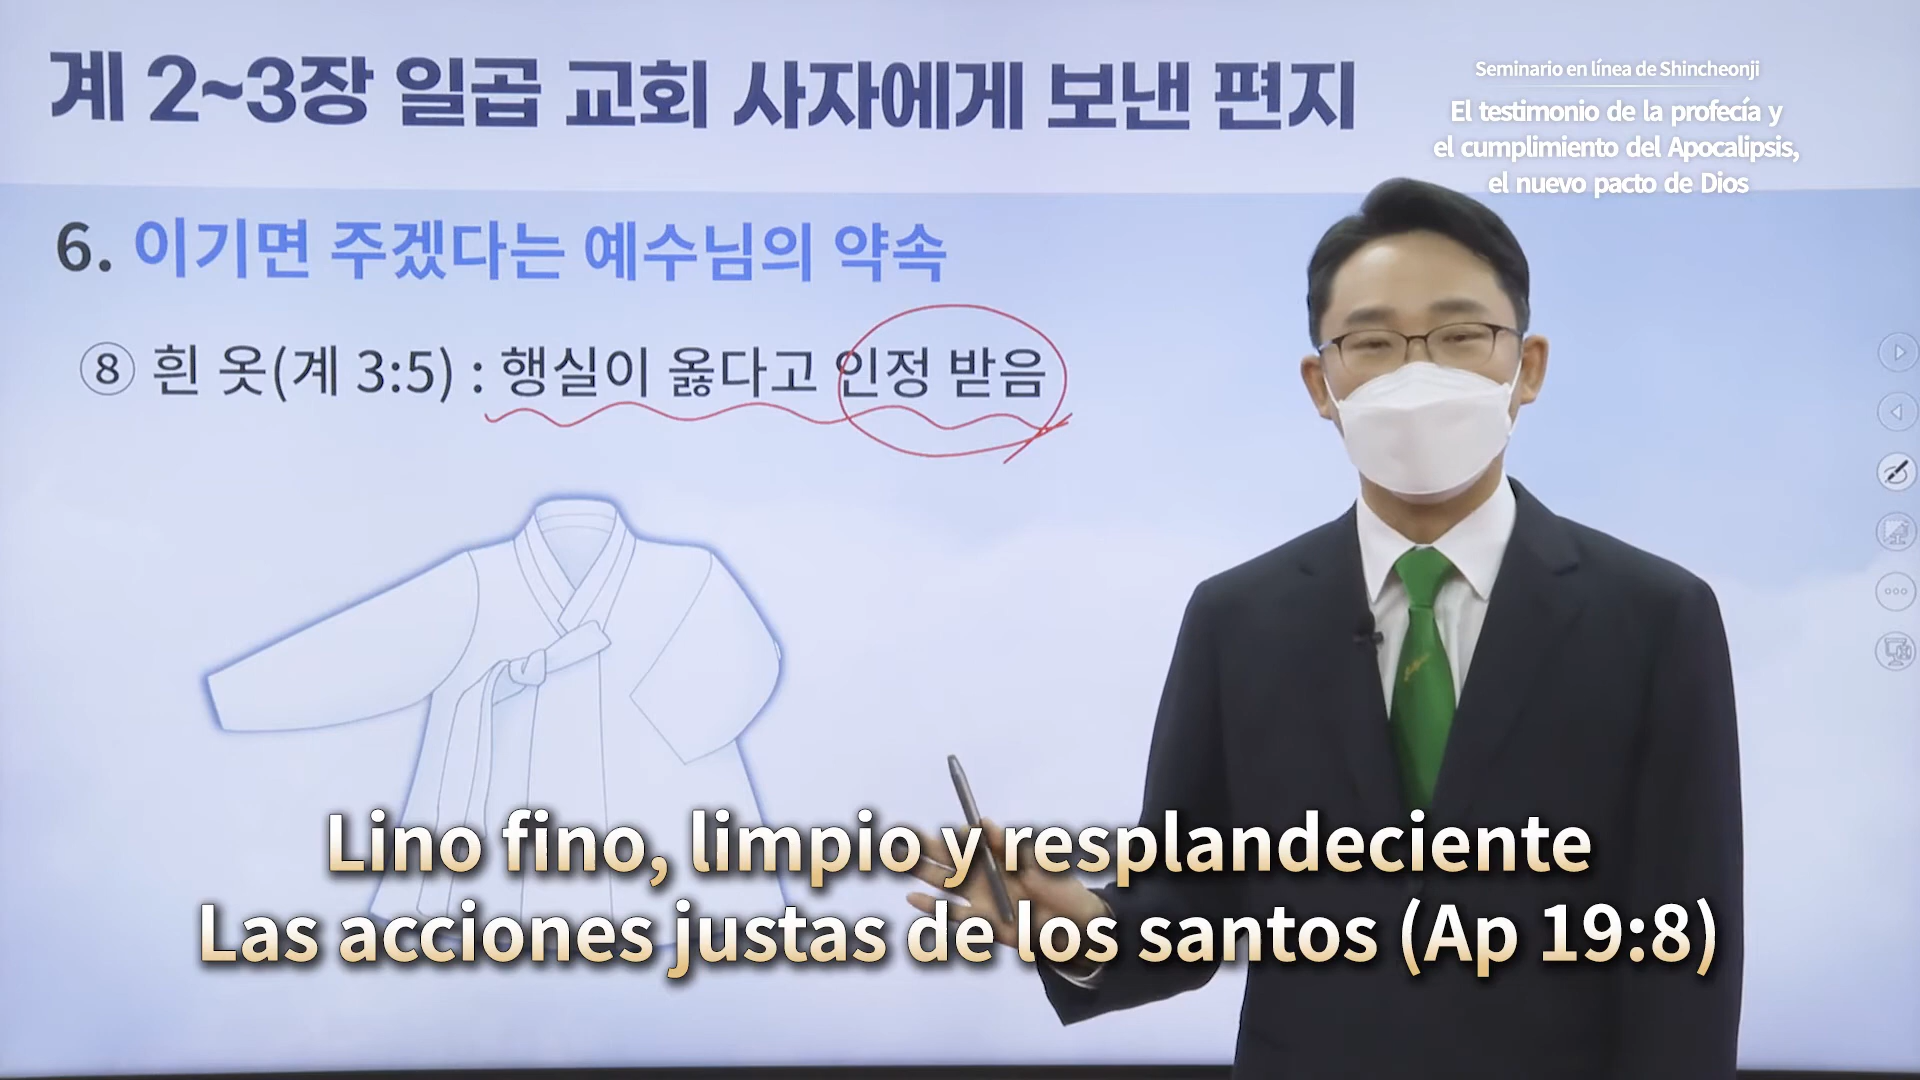 계 2~3장 일곱 교회 사자에게 보낸 편지
Seminario en línea de Shincheonji
El testimonio de la profecía y
el cumplimiento del Apocalipsis,
el nuevo pacto de Dios
6. 이기면 주겠다는 예수님의 약속
⑧ 흰 옷(계 3:5) : 행실이 옳다고 인정 받음
Lino fino, limpio y resplandeciente
Las acciones justas de los santos (Ap 19:8)